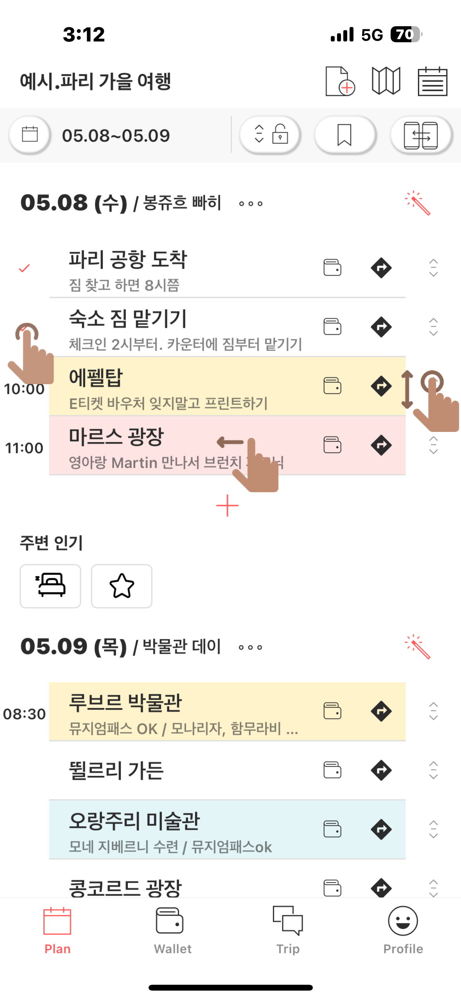 3:12
5G 70
예시.파리 가을 여행
05.08~05.09
05.08 (수) / 봉쥬흐 빠히
파리 공항 도착
짐 찾고 하면 8시쯤
숙소 짐 맡기기
체크인 2시부터. 카운터에 짐부터 맡기기
10:00
에펠탑
E티켓 바우처 잊지말고 프린트하기
11:00
마르스 광장
영아랑 Martin 만나서 브런치
주변 인기
05.09 (목) / 박물관 데이
08:30
루브르 박물관
뮤지엄패스 OK / 모나리자, 함무라비 ...
뛸르리 가든
오랑주리 미술관
모네 지베르니 수련 / 뮤지엄패스ok
콩코르드 광장
Plan
Wallet
Trip
Profile